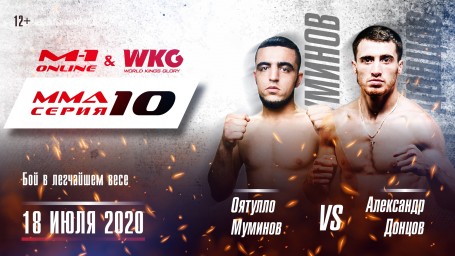 12+
M-1 & WKG
ONLINE WORLD KINGS GLORY
MMA
СЕРИЯ 10
МУМИНОВ
Бой в легчайшем весе
18 ИЮЛЯ 2020
Оятулло
Муминов
VS
Александр
Донцов